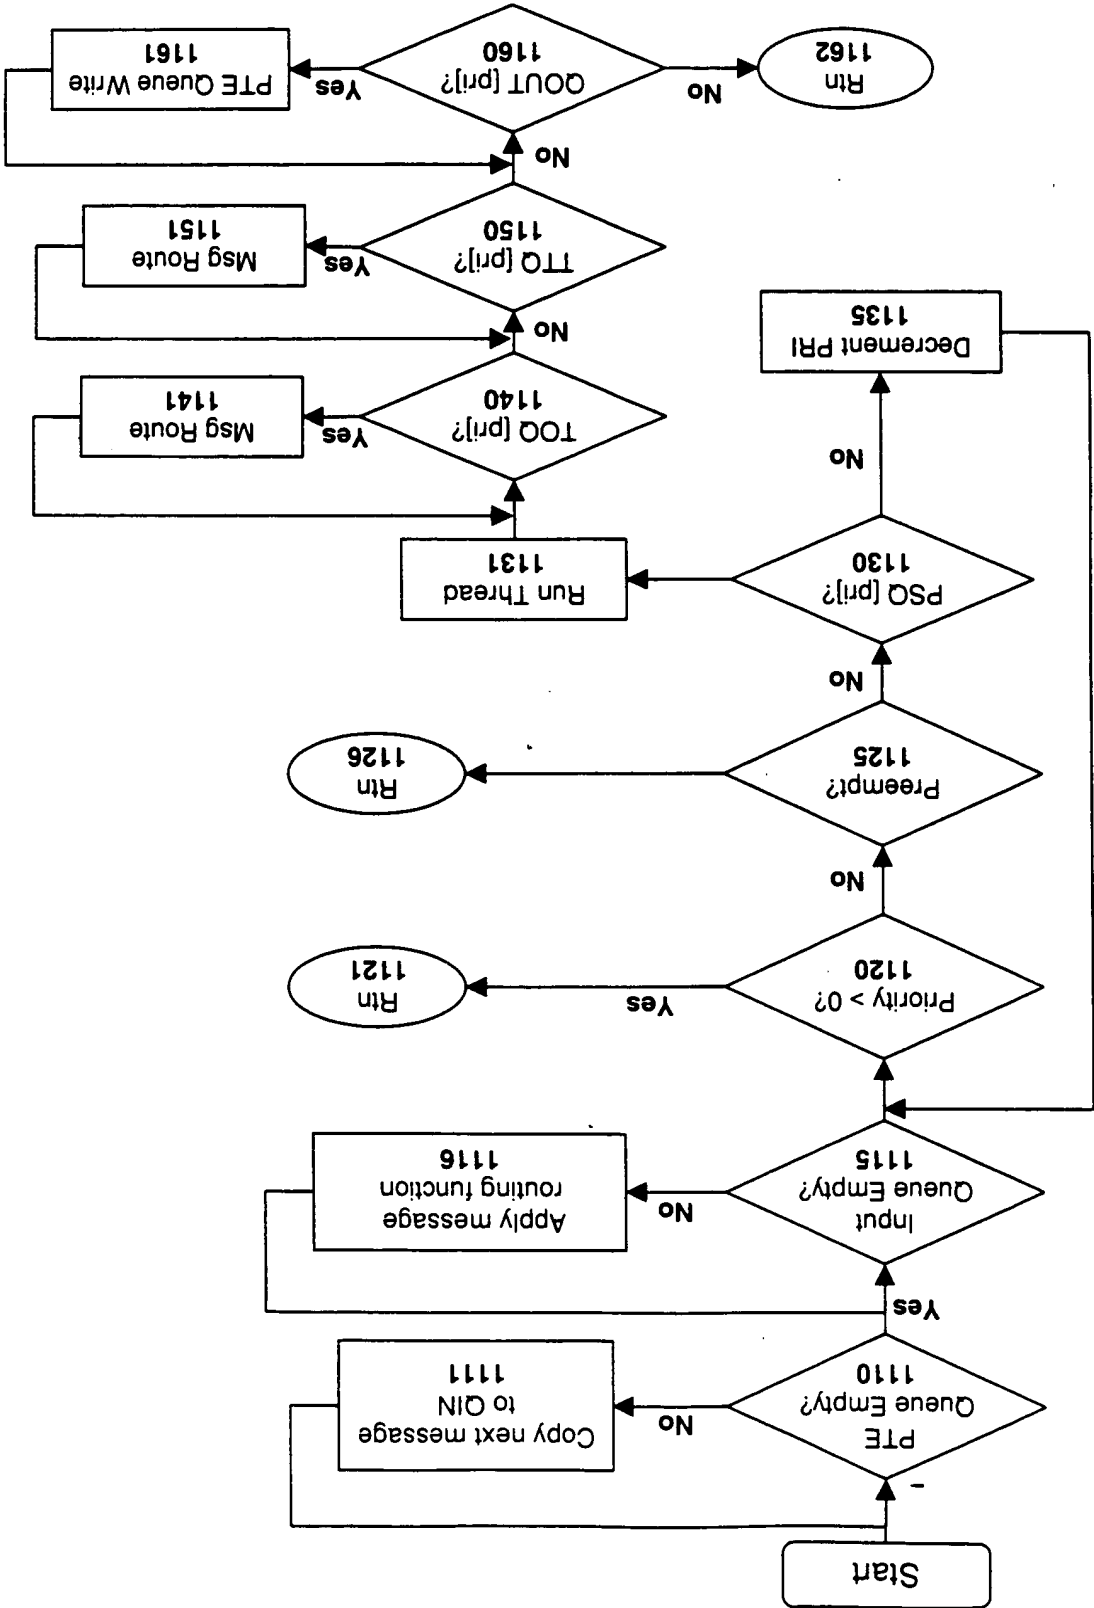 Start
PTE
Queue Empty?
1110
No
Copy next message
to QIN
1111
Yes
Input
Queue Empty?
1115
No
Apply message
routing function
1116
Priority > 0?
1120
Yes
Rtn
1121
No
Preempt?
1125
Rtn
1126
No
PSQ [pri]?
1130
Run Thread
1131
No
Decrement PRI
1135
TOQ [pri]?
1140
Yes
Msg Route
1141
No
TTQ [pri]?
1150
Yes
Msg Route
1151
No
QOUT [pri]?
1160
Yes
PTE Queue Write
1161
No
Rtn
1162